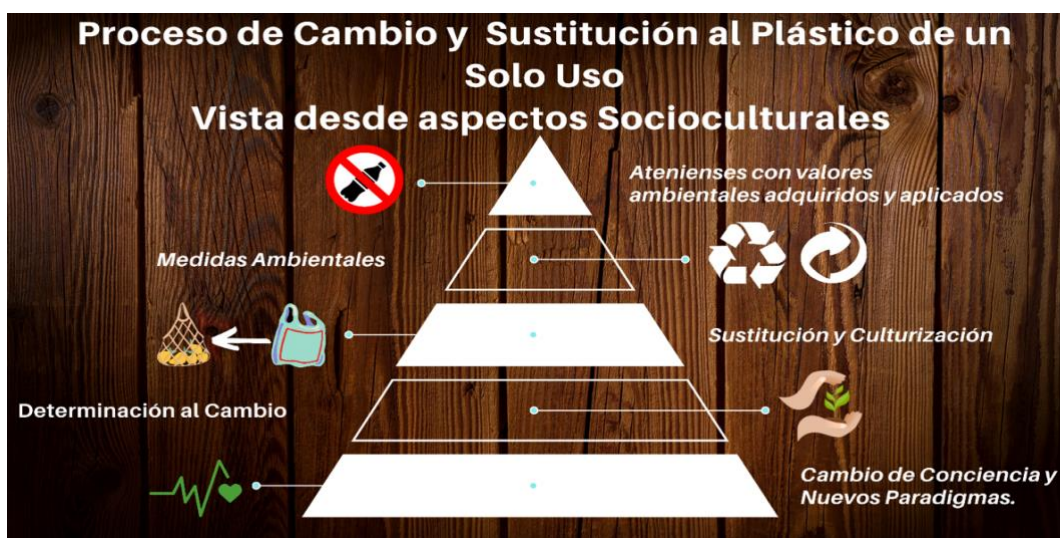 Proceso de Cambio y Sustitución al Plástico de un
Solo Uso
Vista desde aspectos Socioculturales
Atenienses con valores
ambientales adquiridos y aplicados
Medidas Ambientales
Sustitución y Culturización
Determinación al Cambio
Cambio de Conciencia y
Nuevos Paradigmas.